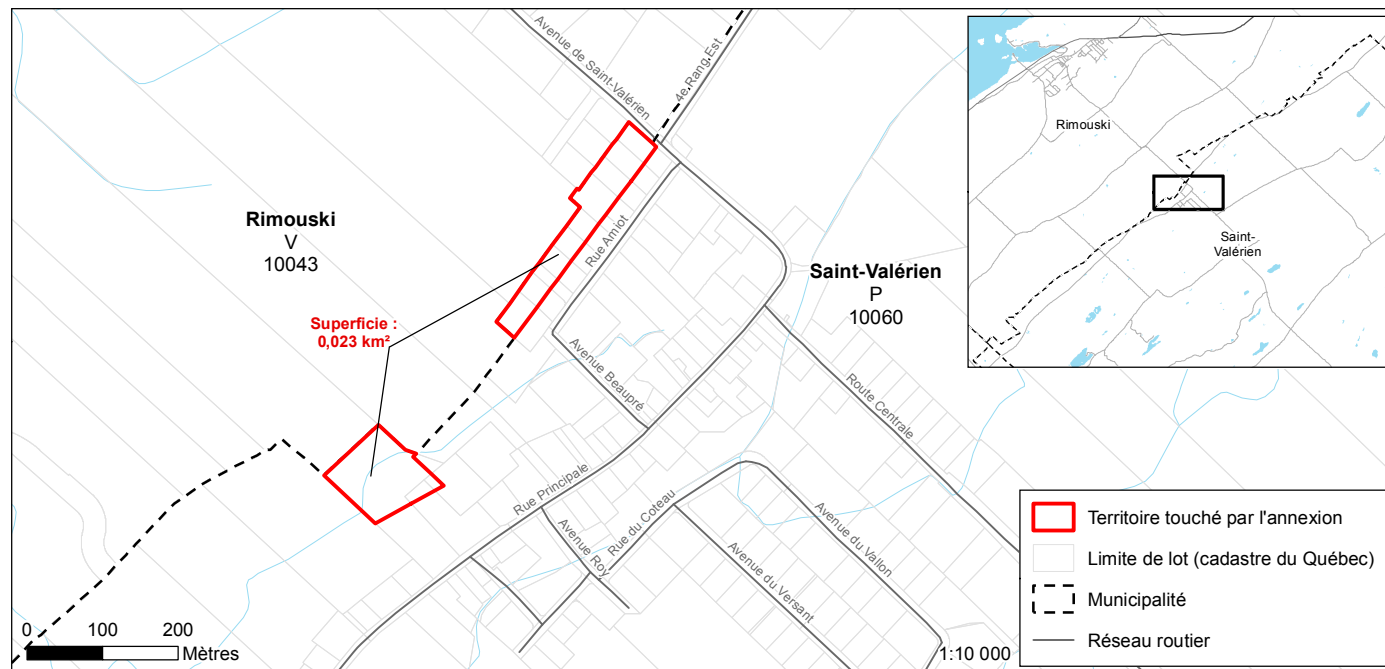 Avenue de Saint-Valérien
4e Rang Est
Rimouski
V
10043
Rue Amiot
Saint-Valérien
P
10060
Superficie :
0,023 km²
Avenue Beaupré
Route Centrale
Rue Principale
Avenue Roy
Rue du Coteau
Avenue du Vallon
Avenue du Versant
0 100 200
Mètres
1:10 000
Rimouski
Saint-
Valérien
Territoire touché par l'annexion
Limite de lot (cadastre du Québec)
Municipalité
Réseau routier